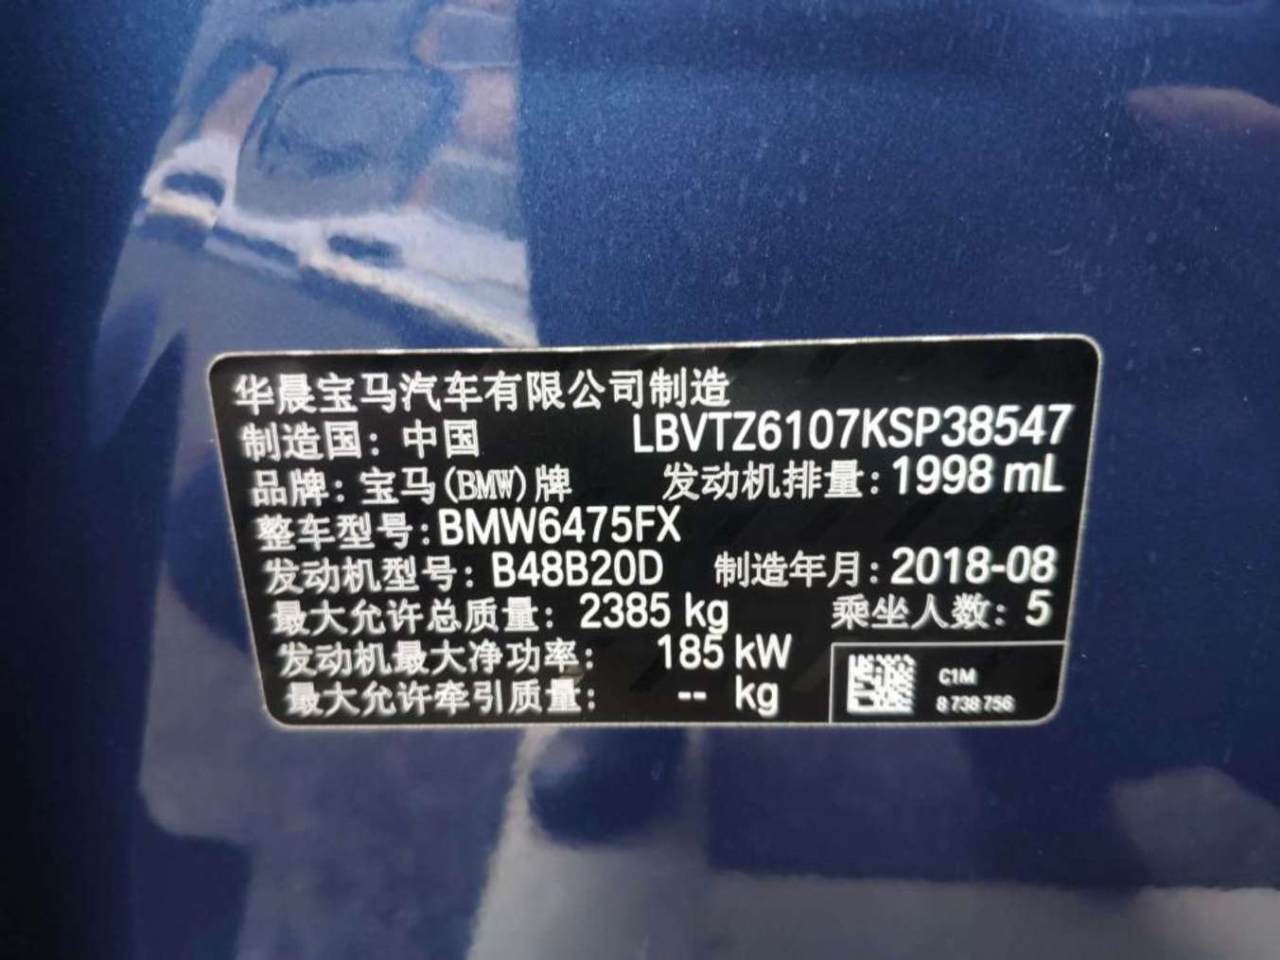 华晨宝马汽车有限公司制造
制造国：中国 LBVTZ6107KSP38547
品牌：宝马(BMW)牌 发动机排量：1998 mL
整车型号：BMW6475FX
发动机型号：B48B20D 制造年月：2018-08
最大允许总质量：2385 kg 乘坐人数：5
发动机最大净功率：185 kW
最大允许牵引质量：-- kg
C1M
8 738 756